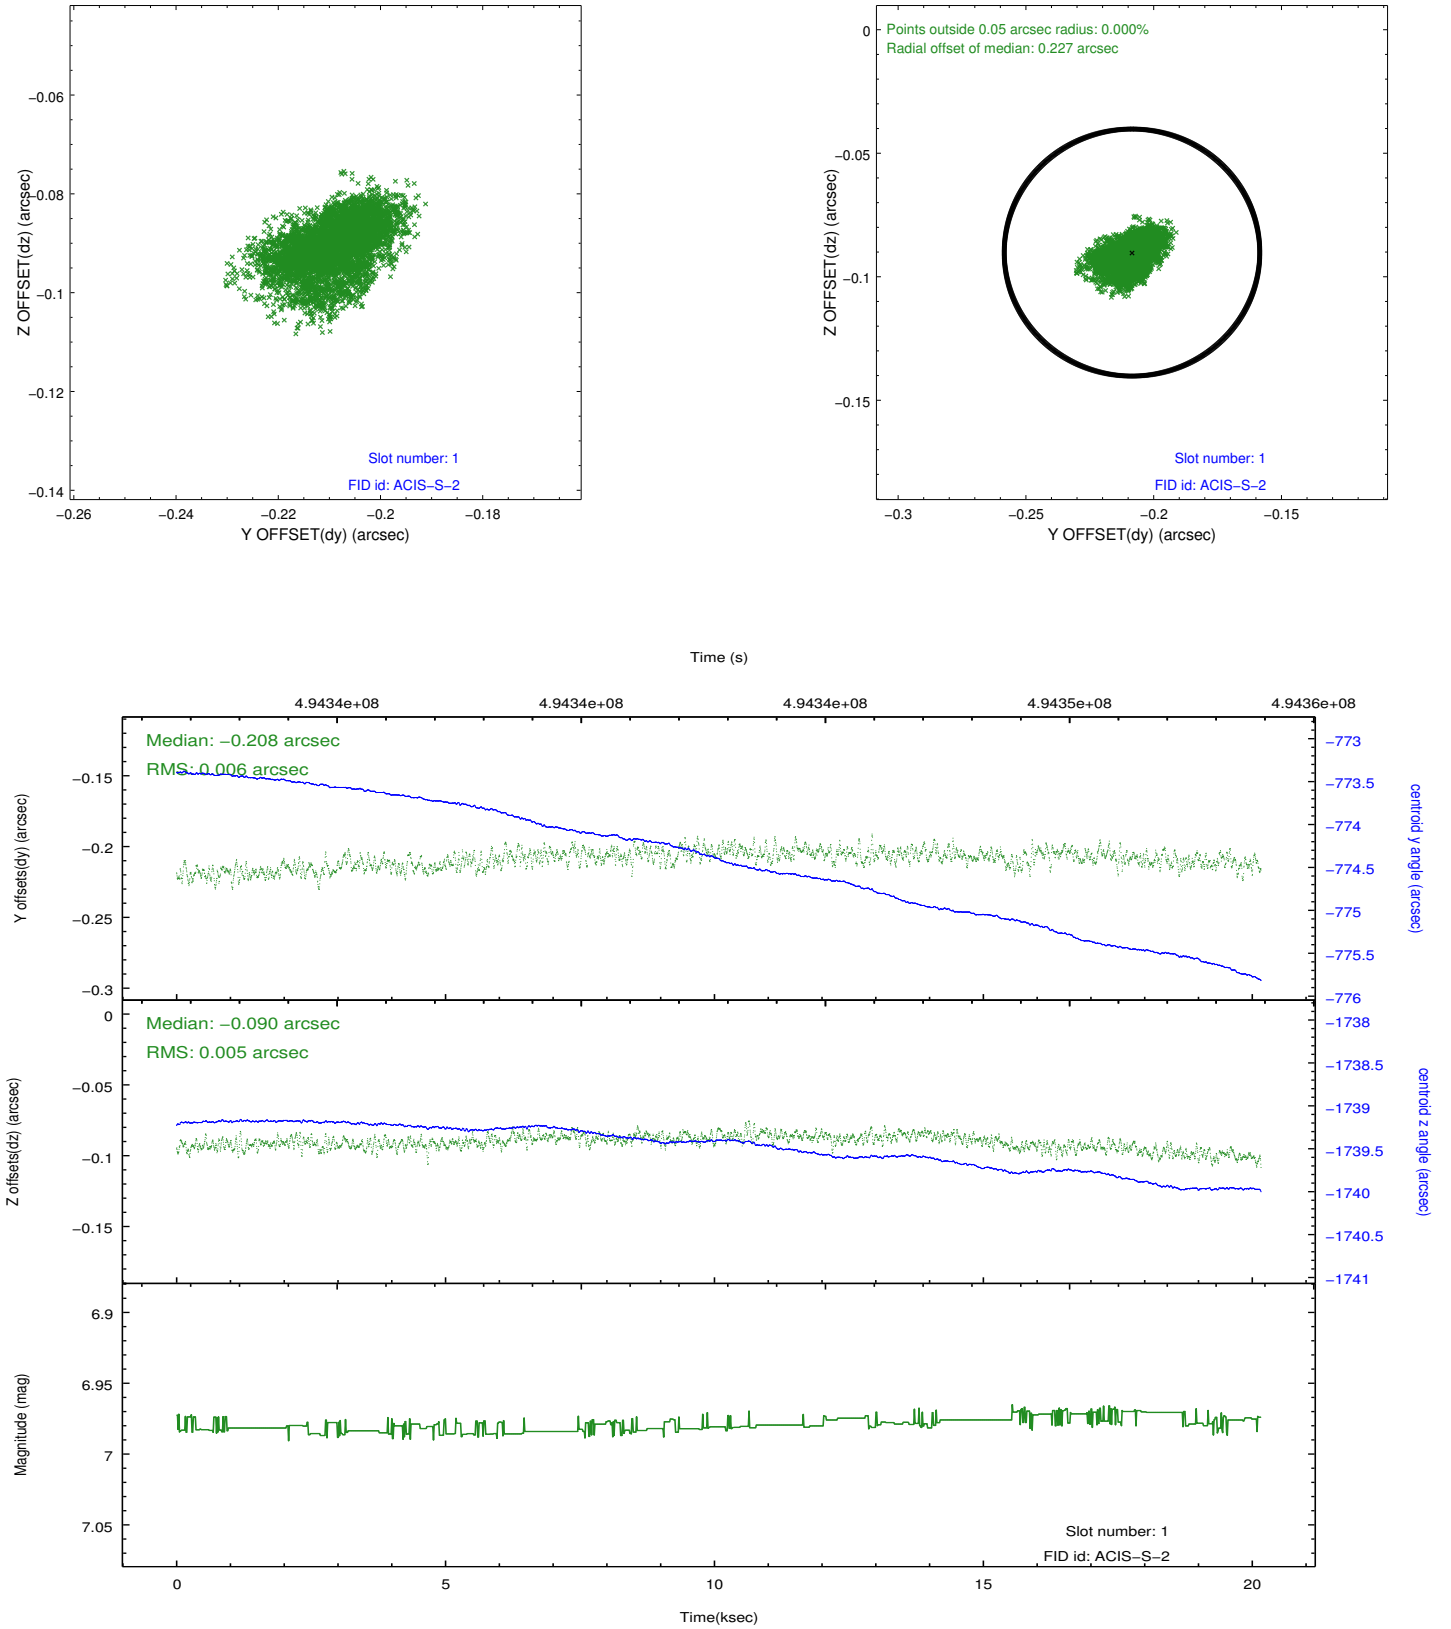 −0.06
−0.08
−0.1
−0.12
−0.14
Z OFFSET(dz) (arcsec)
Slot number: 1
FID id: ACIS−S−2
−0.26 −0.24 −0.22 −0.2 −0.18
Y OFFSET(dy) (arcsec)
Points outside 0.05 arcsec radius: 0.000%
Radial offset of median: 0.227 arcsec
0
−0.05
−0.1
−0.15
Z OFFSET(dz) (arcsec)
Slot number: 1
FID id: ACIS−S−2
−0.3 −0.25 −0.2 −0.15
Y OFFSET(dy) (arcsec)
Time (s)
4.9434e+08 4.9434e+08 4.9434e+08 4.9435e+08 4.9436e+08
Median: −0.208 arcsec
RMS: 0.006 arcsec
−0.15
−0.2
−0.25
−0.3
Y offsets(dy) (arcsec)
−773
−773.5
−774
−774.5
−775
−775.5
−776
centroid y angle (arcsec)
Median: −0.090 arcsec
RMS: 0.005 arcsec
0
−0.05
−0.1
−0.15
Z offsets(dz) (arcsec)
−1738
−1738.5
−1739
−1739.5
−1740
−1740.5
−1741
centroid z angle (arcsec)
6.9
6.95
7
7.05
Magnitude (mag)
Slot number: 1
FID id: ACIS−S−2
0 5 10 15 20
Time(ksec)